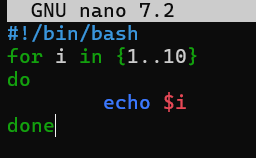 GNU nano 7.2
#!/bin/bash
for i in {1..10}
do
        echo $i
done